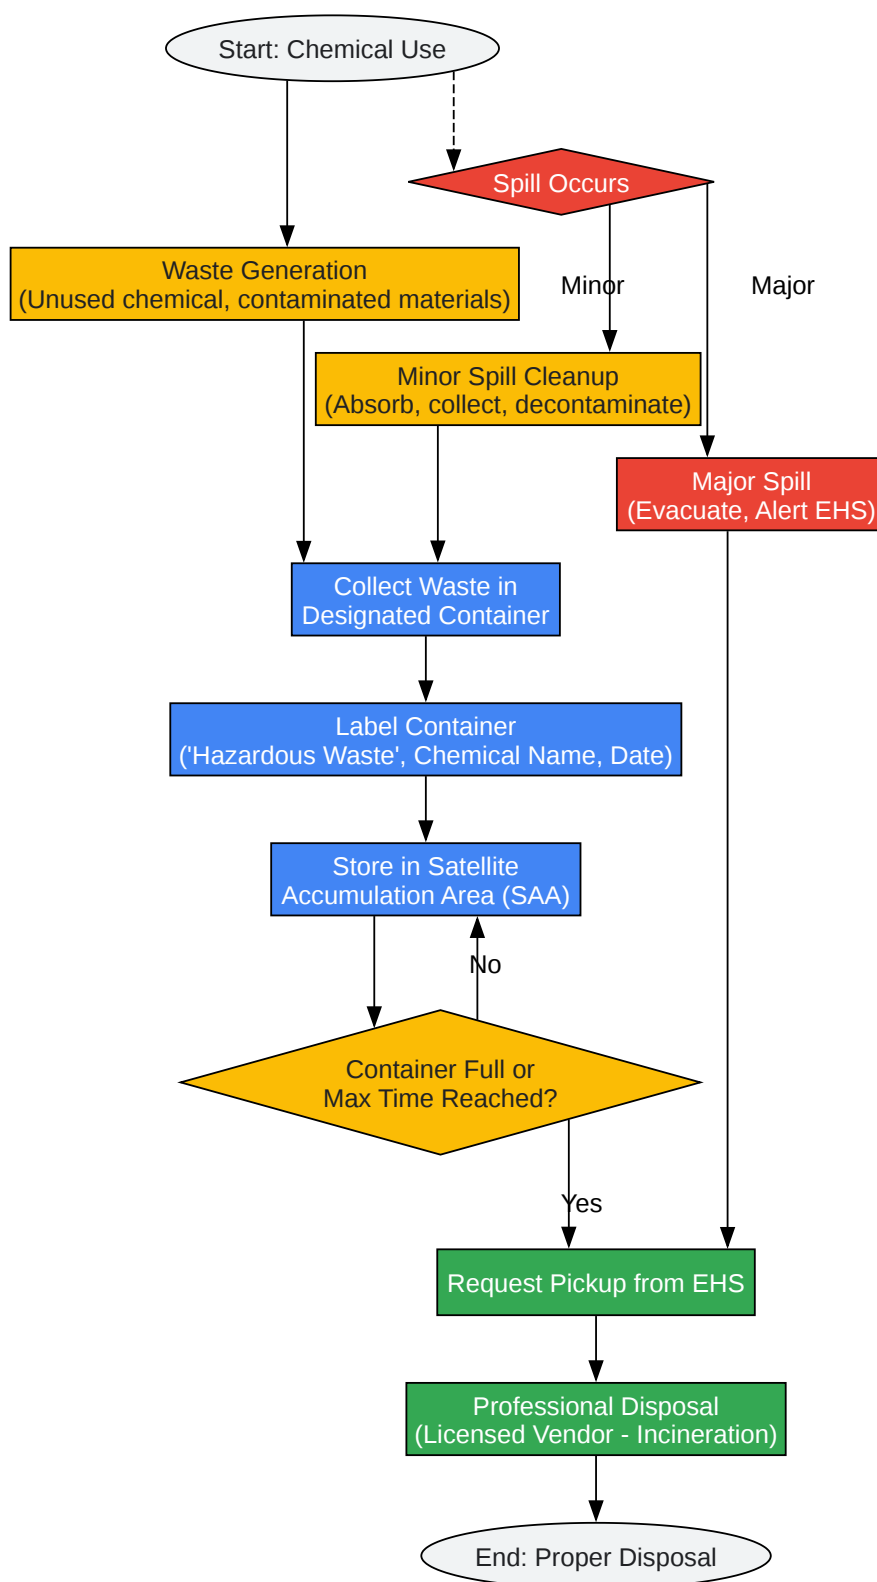 Start: Chemical Use
Spill Occurs
Waste Generation
(Unused chemical, contaminated materials)
Minor
Major
Minor Spill Cleanup
(Absorb, collect, decontaminate)
Major Spill
(Evacuate, Alert EHS)
Collect Waste in
Designated Container
Label Container
('Hazardous Waste', Chemical Name, Date)
Store in Satellite
Accumulation Area (SAA)
No
Container Full or
Max Time Reached?
Yes
Request Pickup from EHS
Professional Disposal
(Licensed Vendor - Incineration)
End: Proper Disposal